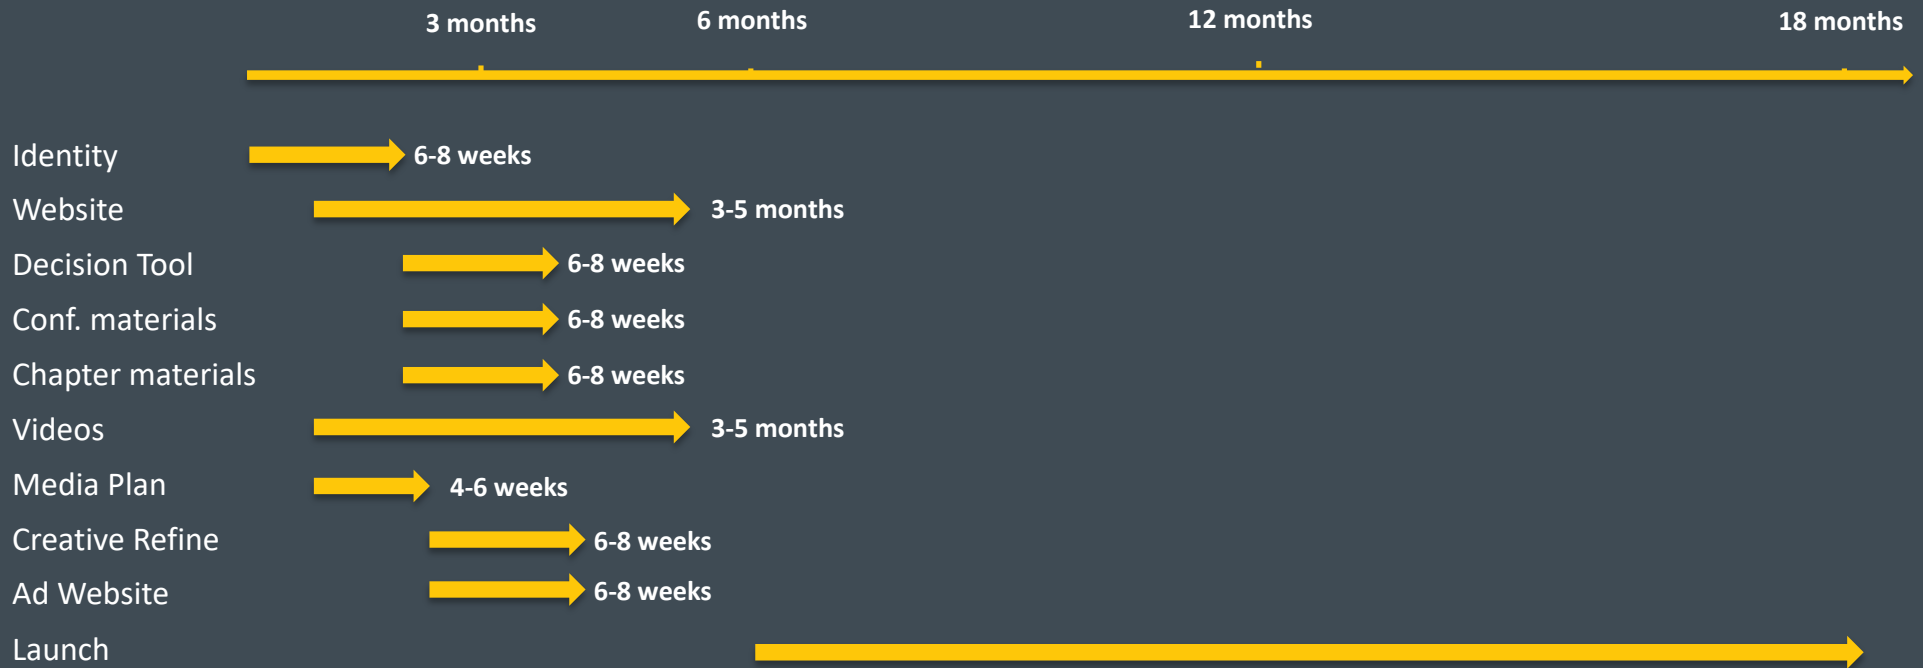 3 months 6 months 12 months 18 months
Identity 6-8 weeks
Website 3-5 months
Decision Tool 6-8 weeks
Conf. materials 6-8 weeks
Chapter materials 6-8 weeks
Videos 3-5 months
Media Plan 4-6 weeks
Creative Refine 6-8 weeks
Ad Website 6-8 weeks
Launch